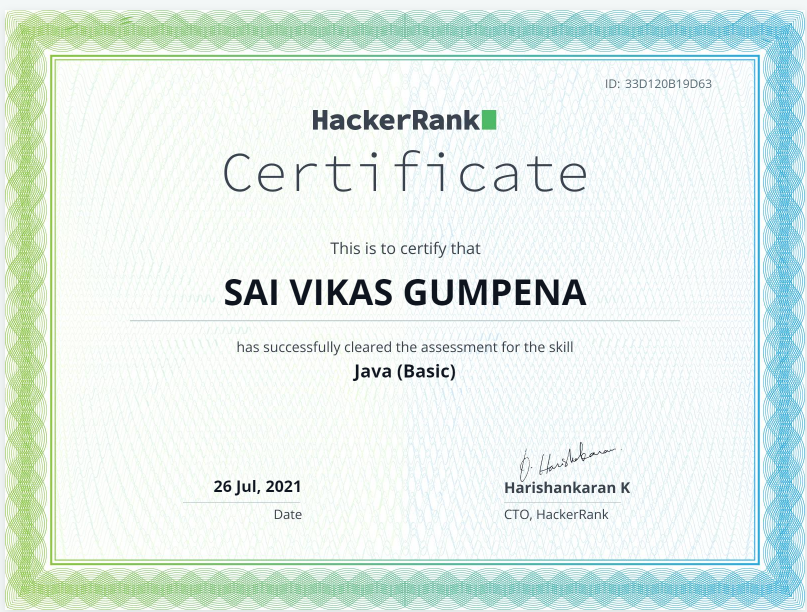 ID: 33D120B19D63
HackerRank
Certificate
This is to certify that
SAI VIKAS GUMPENA
has successfully cleared the assessment for the skill
Java (Basic)
26 Jul, 2021
Date
Harishankaran K
CTO, HackerRank